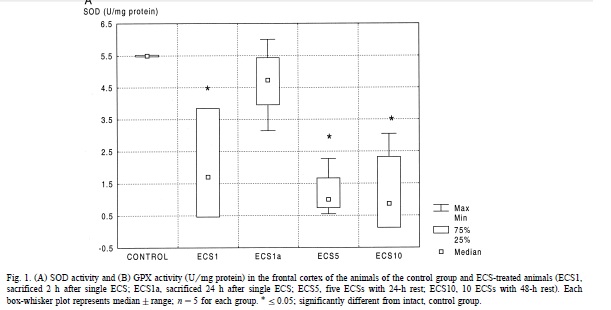 A
SOD (U/mg protein)
6.5
5.5
4.5
3.5
2.5
1.5
0.5
-0.5
*
*
*
CONTROL ECS1 ECS1a ECS5 ECS10
Max
Min
75%
25%
Median
Fig. 1. (A) SOD activity and (B) GPX activity (U/mg protein) in the frontal cortex of the animals of the control group and ECS-treated animals (ECS1,
sacrificed 2 h after single ECS; ECS1a, sacrificed 24 h after single ECS; ECS5, five ECSs with 24-h rest; ECS10, 10 ECSs with 48-h rest). Each
box-whisker plot represents median ± range; n − 5 for each group. * ≤ 0.05; significantly different from intact, control group.